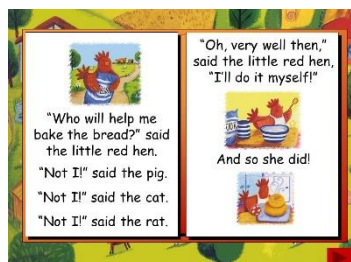 "Who will help me
bake the bread?" said
the little red hen.
"Not I!" said the pig.
"Not I!" said the cat.
"Not I!" said the rat.
"Oh, very well then,"
said the little red hen,
"I'll do it myself!"
And so she did!